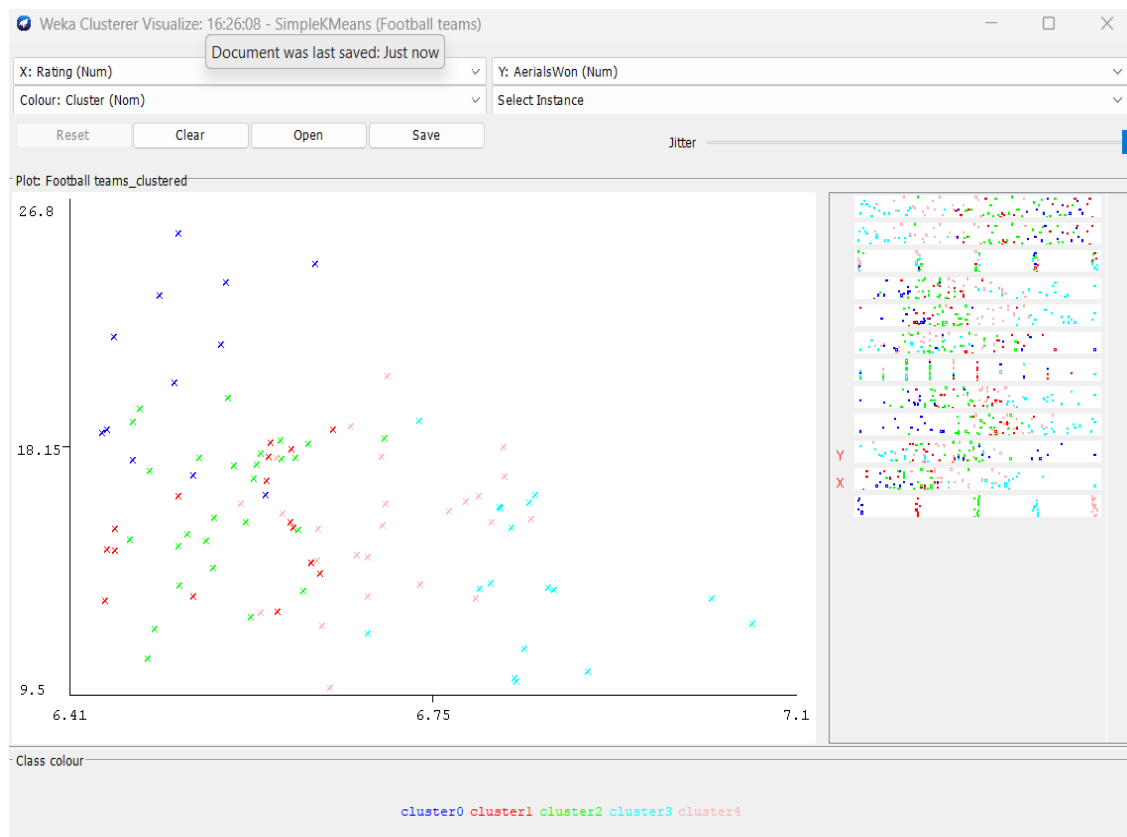 Weka Clusterer Visualize: 16:26:08 - SimpleKMeans (Football teams)
Document was last saved: Just now
X: Rating (Num) Y: AerialsWon (Num)
Colour: Cluster (Nom) Select Instance
Reset Clear Open Save Jitter
Plot: Football teams_clustered
26.8
18.15
Y
X
9.5
6.41 6.75 7.1
Class colour
cluster0 cluster1 cluster2 cluster3 cluster4